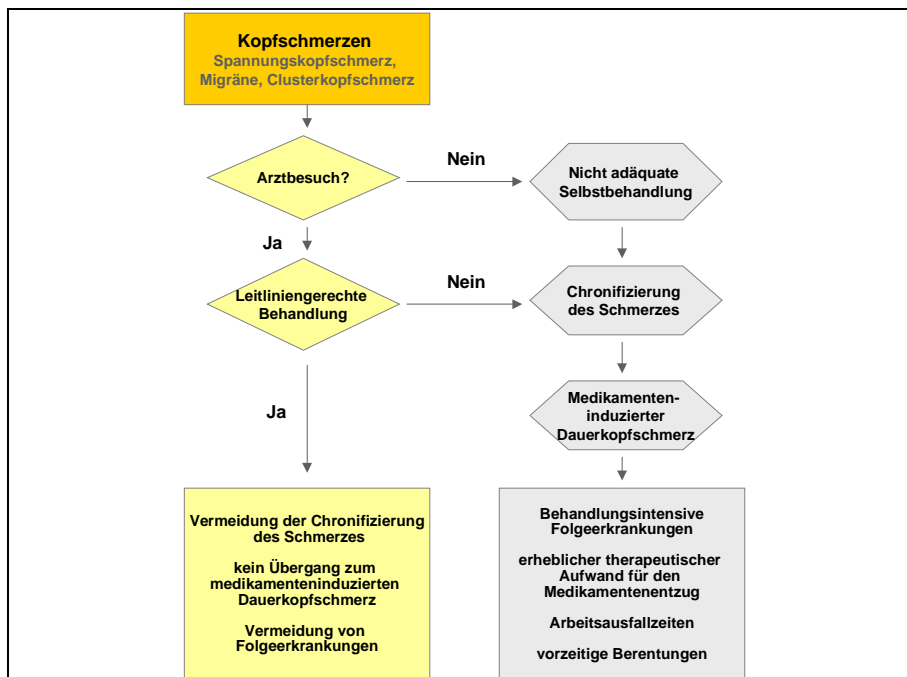 Kopfschmerzen
Spannungskopfschmerz,
Migräne, Clusterkopfschmerz
Arztbesuch?
Nein
Nicht adäquate
Selbstbehandlung
Ja
Leitliniengerechte
Behandlung
Nein
Chronifizierung
des Schmerzes
Ja
Medikamenten-
induzierter
Dauerkopfschmerz
Vermeidung der Chronifizierung
des Schmerzes
kein Übergang zum
medikamenteninduzierten
Dauerkopfschmerz
Vermeidung von
Folgeerkrankungen
Behandlungsintensive
Folgeerkrankungen
erheblicher therapeutischer
Aufwand für den
Medikamentenentzug
Arbeitsausfallzeiten
vorzeitige Berentungen